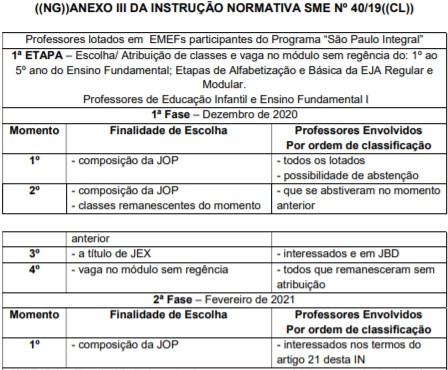 ((NG))ANEXO III DA INSTRUÇÃO NORMATIVA SME Nº 40/19((CL))
Professores lotados em EMEFs participantes do Programa “São Paulo Integral”
1ª ETAPA – Escolha/ Atribuição de classes e vaga no módulo sem regência do: 1º ao
5º ano do Ensino Fundamental; Etapas de Alfabetização e Básica da EJA Regular e
Modular.
Professores de Educação Infantil e Ensino Fundamental I
1ª Fase – Dezembro de 2020
Momento Finalidade de Escolha Professores Envolvidos
Por ordem de classificação
1º - composição da JOP - todos os lotados
- possibilidade de abstenção
2º - composição da JOP - que se abstiveram no momento
- classes remanescentes do momento anterior
anterior
3º - a título de JEX - interessados e em JBD
4º - vaga no módulo sem regência - todos que remanesceram sem
atribuição
2ª Fase – Fevereiro de 2021
Momento Finalidade de Escolha Professores Envolvidos
Por ordem de classificação
1º - composição da JOP - interessados nos termos do
artigo 21 desta IN